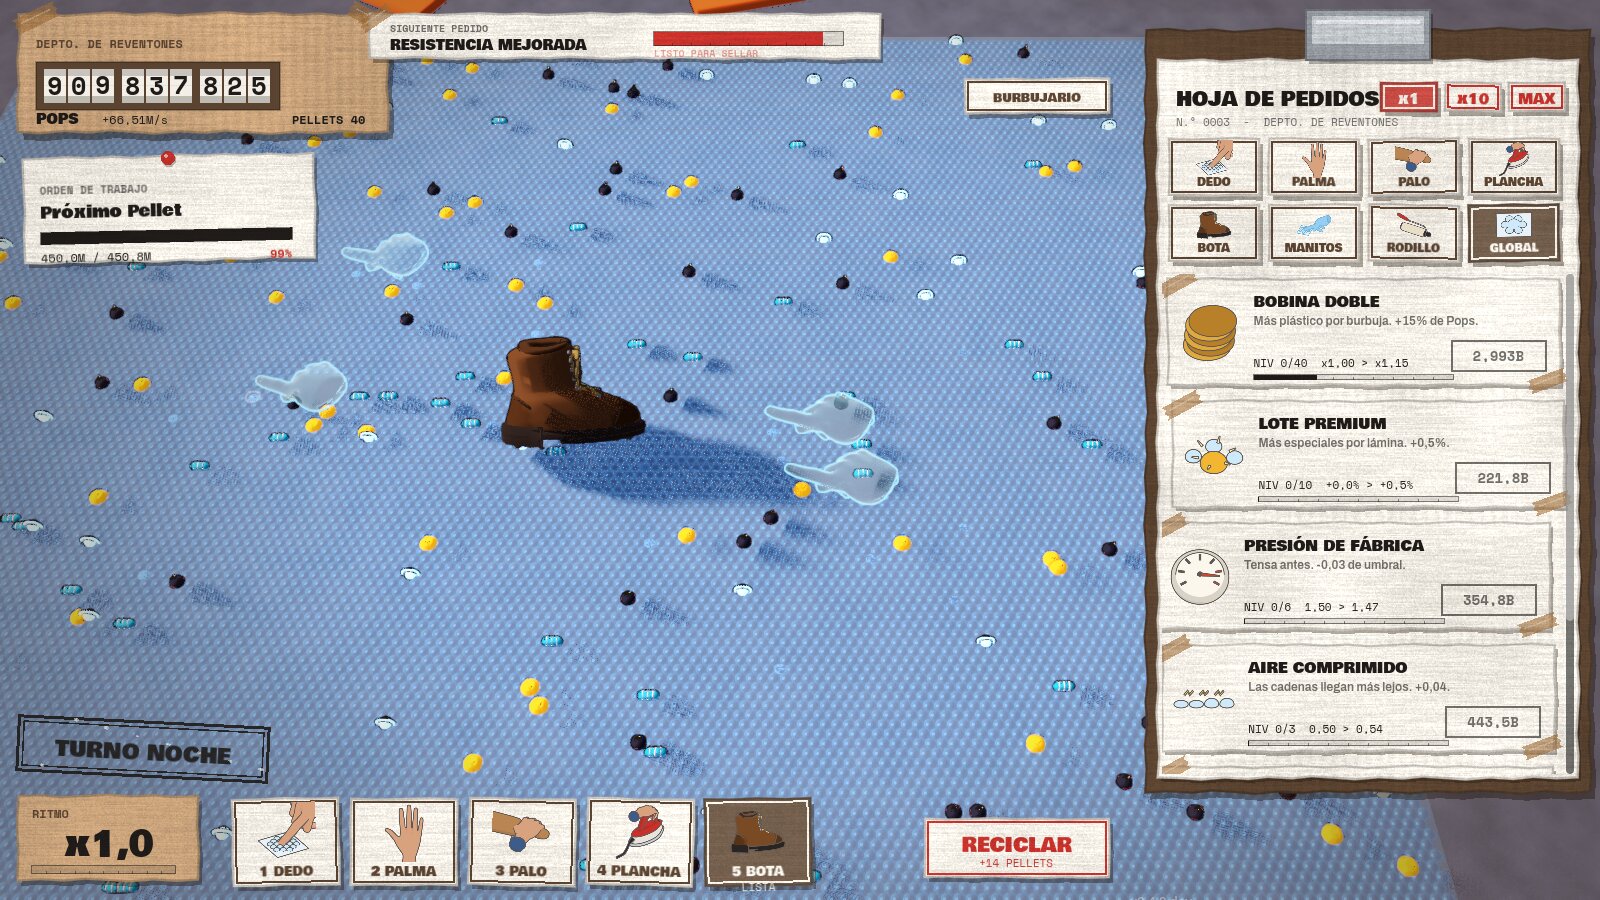 DEPTO. DE REVENTONES
909 837 825
POPS +66,51M/s PELLETS 40
SIGUIENTE PEDIDO
RESISTENCIA MEJORADA
LISTO PARA SELLAR
ORDEN DE TRABAJO
Próximo Pellet
450,0M / 450,8M 99%
BURBUJARIO
HOJA DE PEDIDOS x1 x10 MAX
N.° 0003 - DEPTO. DE REVENTONES
DEDO PALMA PALO PLANCHA
BOTA MANITOS RODILLO GLOBAL
BOBINA DOBLE
Más plástico por burbuja. +15% de Pops.
NIV 0/40 x1,00 > x1,15 2,993B
LOTE PREMIUM
Más especiales por lámina. +0,5%.
NIV 0/10 +0,0% > +0,5% 221,8B
PRESIÓN DE FÁBRICA
Tensa antes. -0,03 de umbral.
NIV 0/6 1,50 > 1,47 354,8B
AIRE COMPRIMIDO
Las cadenas llegan más lejos. +0,04.
NIV 0/3 0,50 > 0,54 443,5B
TURNO NOCHE
RITMO
x1,0
1 DEDO 2 PALMA 3 PALO 4 PLANCHA 5 BOTA
LISTA
RECICLAR
+14 PELLETS